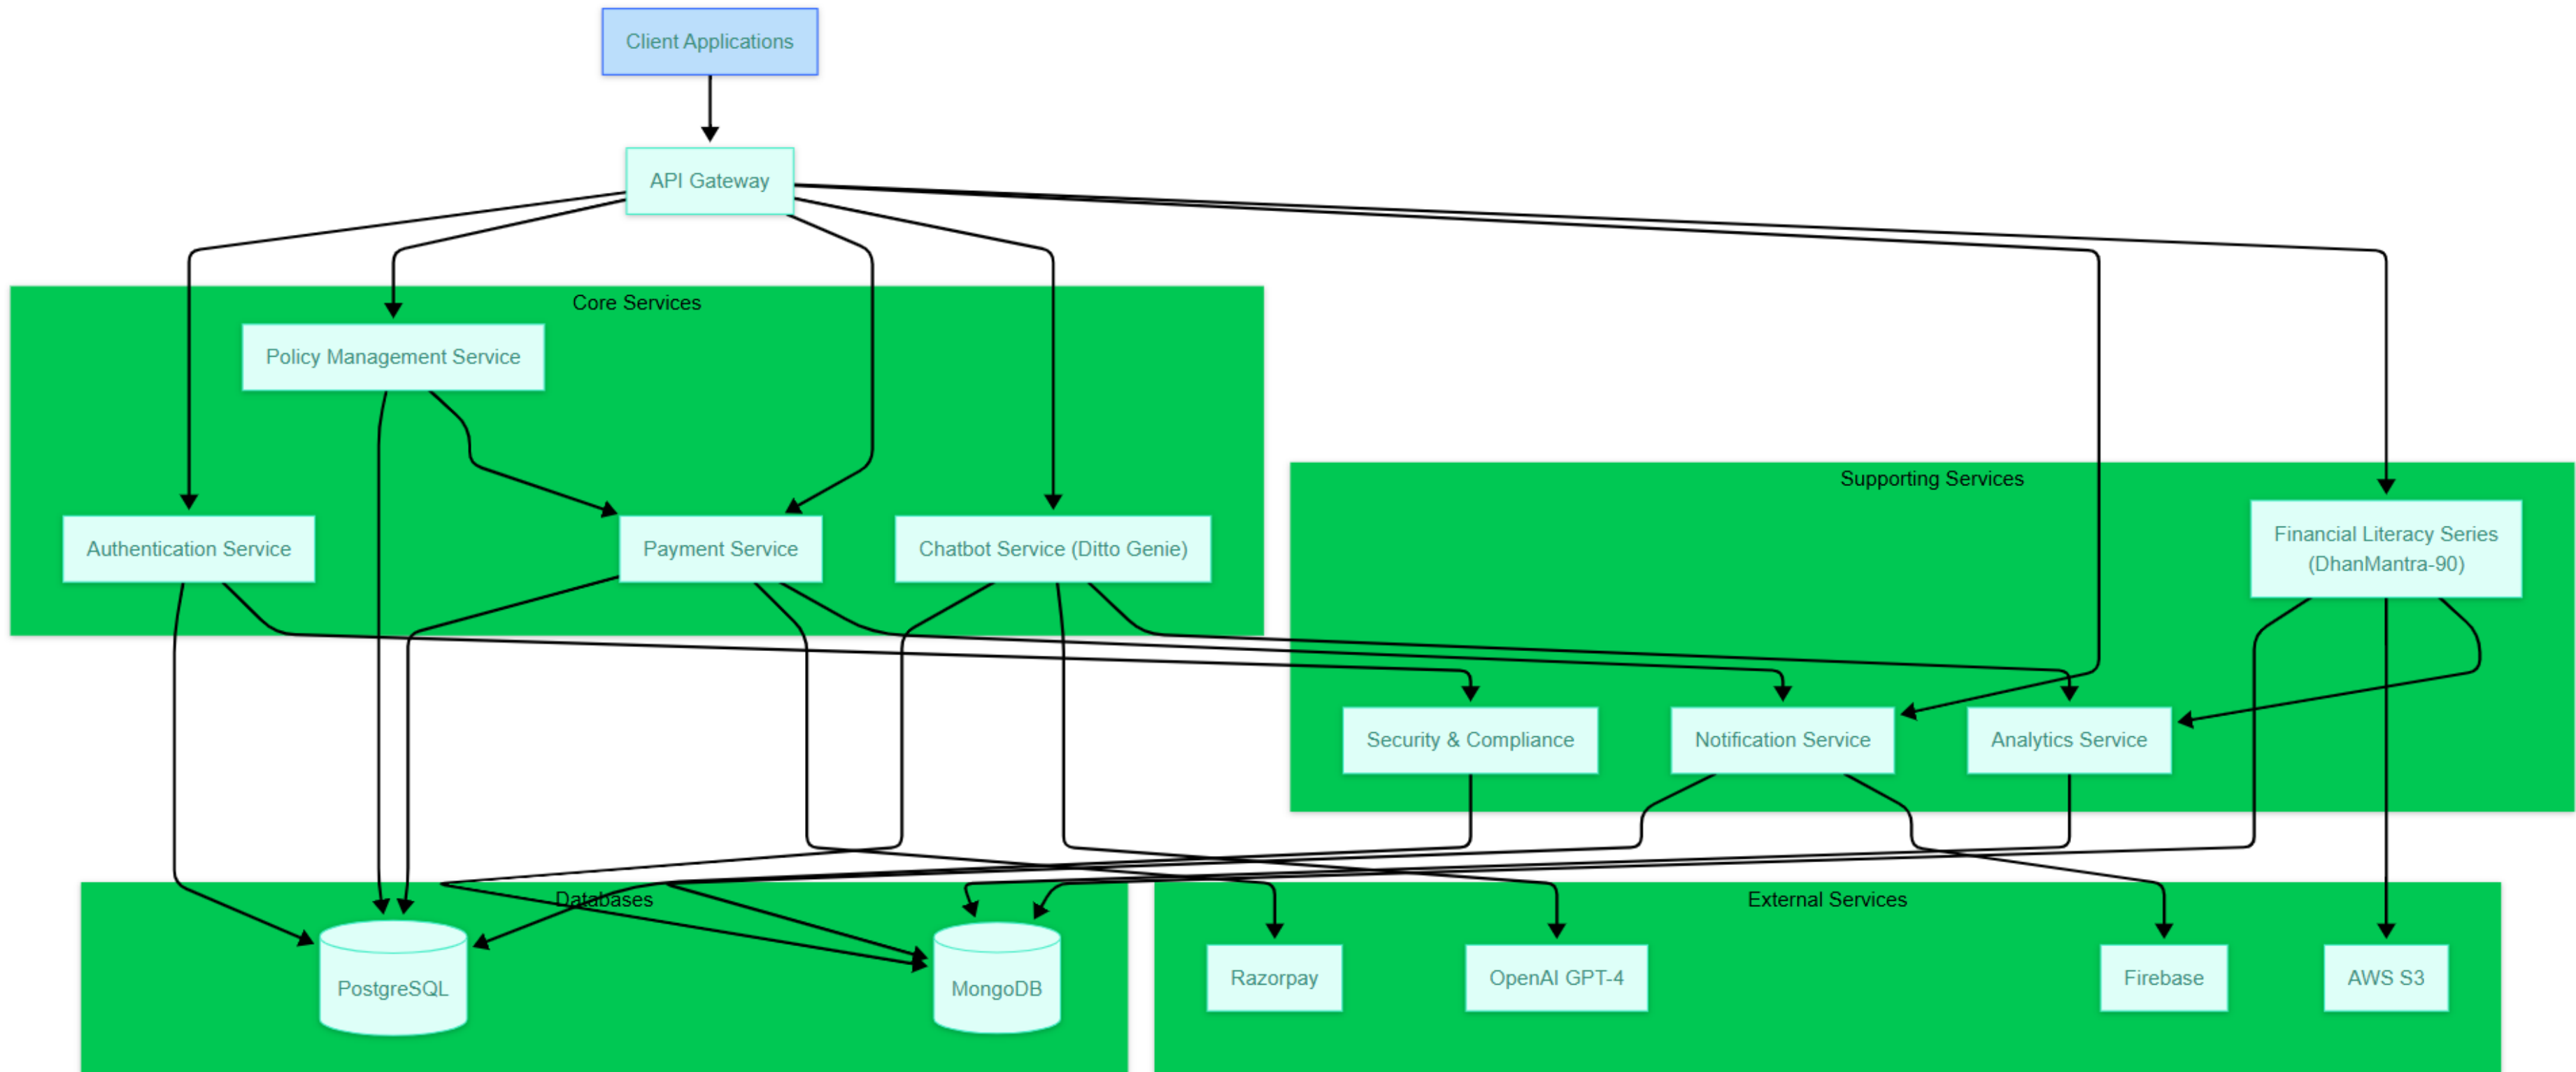 Client Applications
API Gateway
Core Services
Policy Management Service
Supporting Services
Authentication Service
Payment Service
Chatbot Service (Ditto Genie)
Financial Literacy Series
(DhanMantra-90)
Security & Compliance
Notification Service
Analytics Service
Databases
External Services
PostgreSQL
MongoDB
Razorpay
OpenAI GPT-4
Firebase
AWS S3